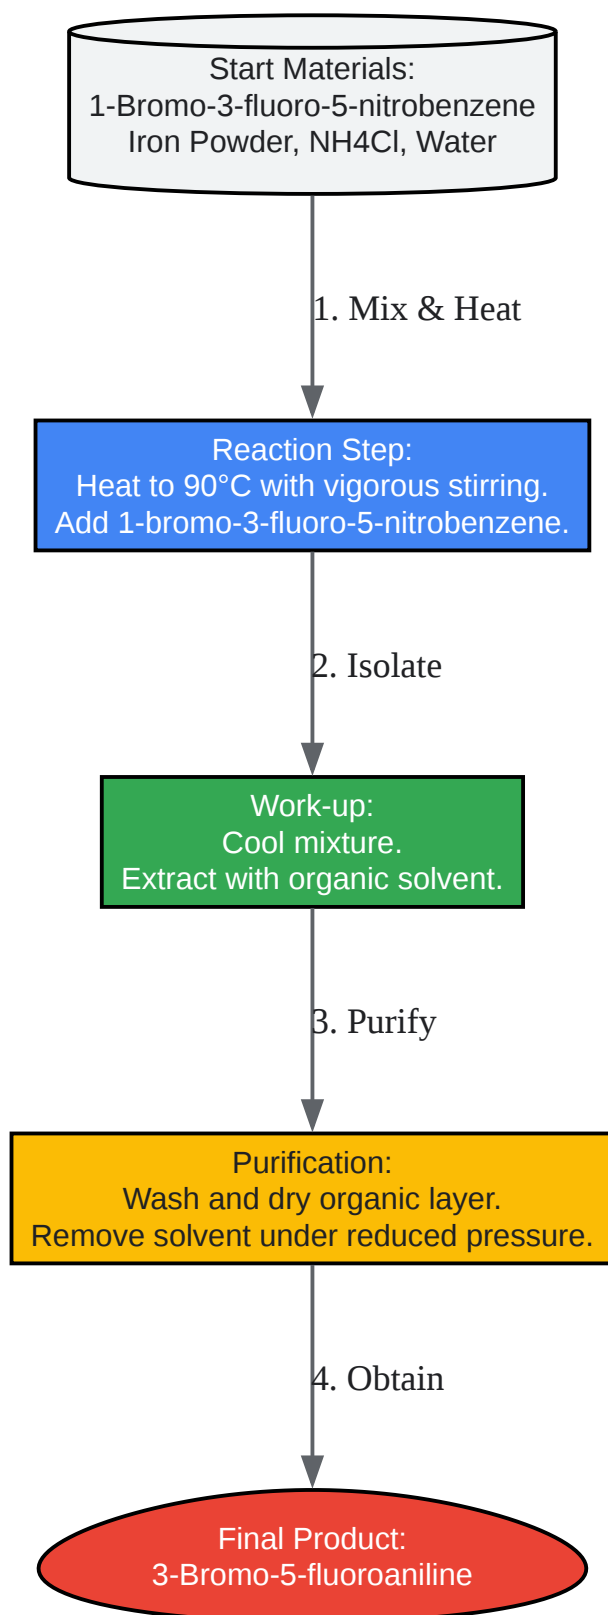 Start Materials:
1-Bromo-3-fluoro-5-nitrobenzene
Iron Powder, NH4Cl, Water
1. Mix & Heat
Reaction Step:
Heat to 90°C with vigorous stirring.
Add 1-bromo-3-fluoro-5-nitrobenzene.
2. Isolate
Work-up:
Cool mixture.
Extract with organic solvent.
3. Purify
Purification:
Wash and dry organic layer.
Remove solvent under reduced pressure.
4. Obtain
Final Product:
3-Bromo-5-fluoroaniline